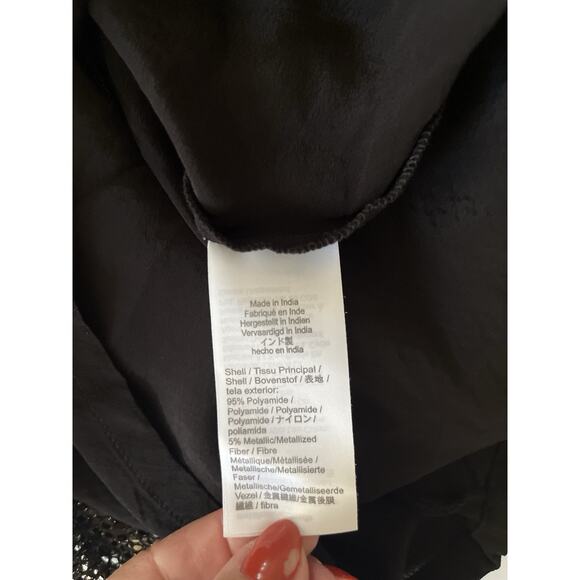 Made in India
Fabriqué en Inde
Hergestellt in Indien
Vervaardigd in India
インド製
hecho en india
Shell / Tissu Principal /
Shell / Bovenstof / 表地 /
tela exterior:
95% Polyamide /
Polyamide / Polyamide /
Polyamide / ナイロン /
poliamida
5% Metallic/Metallized
Fiber / Fibre
Métallique/Métallisée /
Metallische/Metallisierte
Faser /
Metallische/Gemetalliseerde
Vezel / 金属繊維/金属後膜
繊維 / fibra